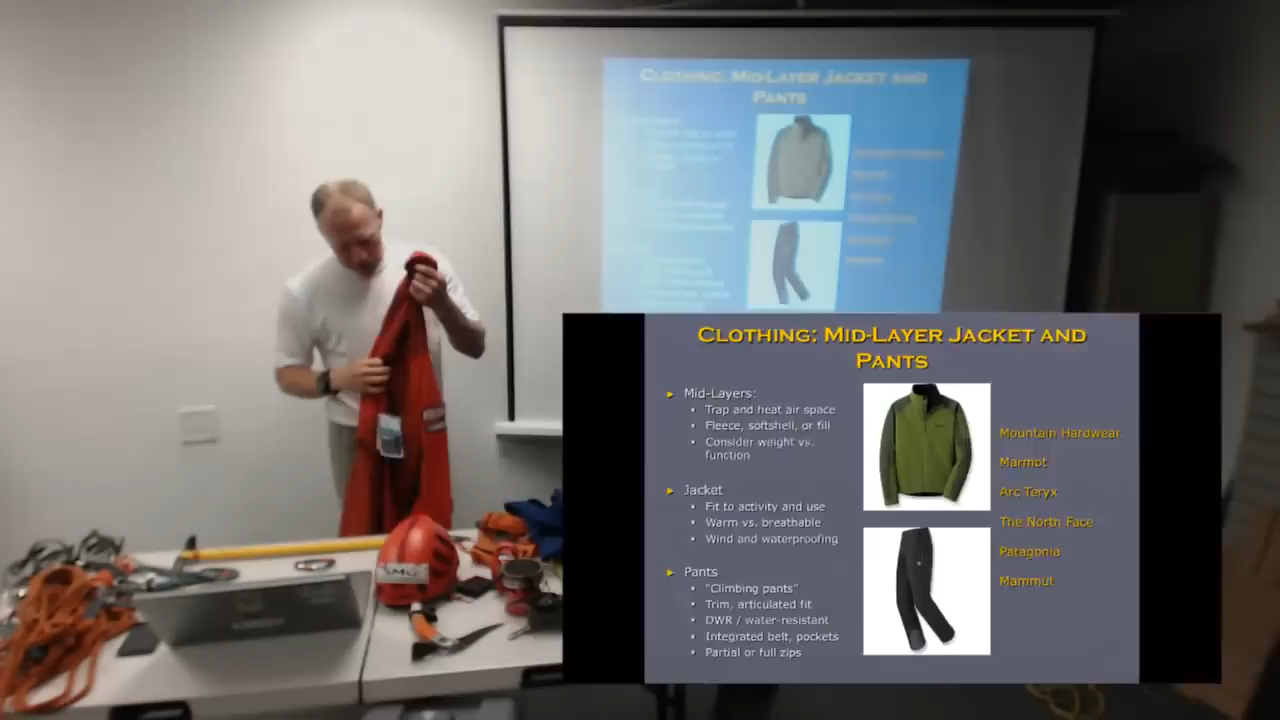 CLOTHING: MID-LAYER JACKET AND
PANTS
SMG
CLOTHING: MID-LAYER JACKET AND
PANTS
Mid-Layers:
Trap and heat air space
Fleece, softshell, or fill
Consider weight vs.
function
Jacket
Fit to activity and use
Warm vs. breathable
Wind and waterproofing
Pants
"Climbing pants"
Trim, articulated fit
DWR / water-resistant
Integrated belt, pockets
Partial or full zips
Mountain Hardwear
Marmot
Arc Teryx
The North Face
Patagonia
Mammut